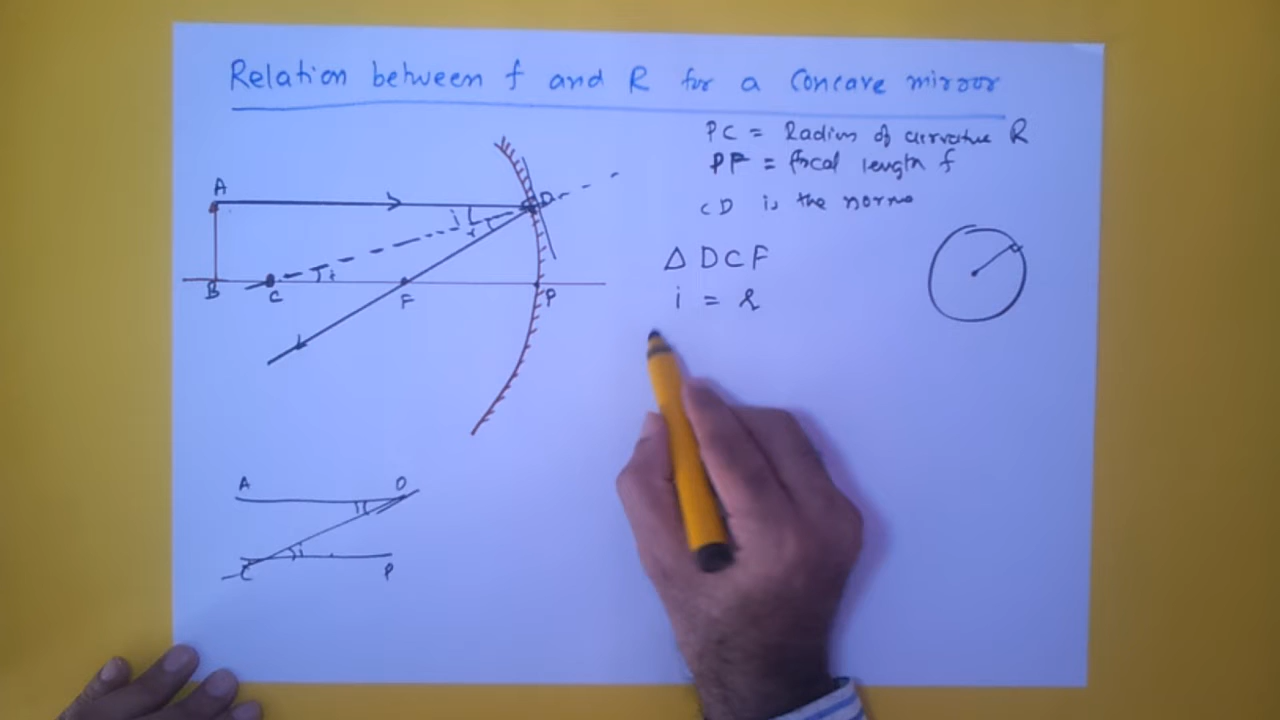 Relation between f and R for a Concave mirror
PC = Radius of curvature R
PF = focal length f
CD is the norma
Δ DCF
i = r
A
D
i
r
i
B
C
F
P
A
D
i
C
P